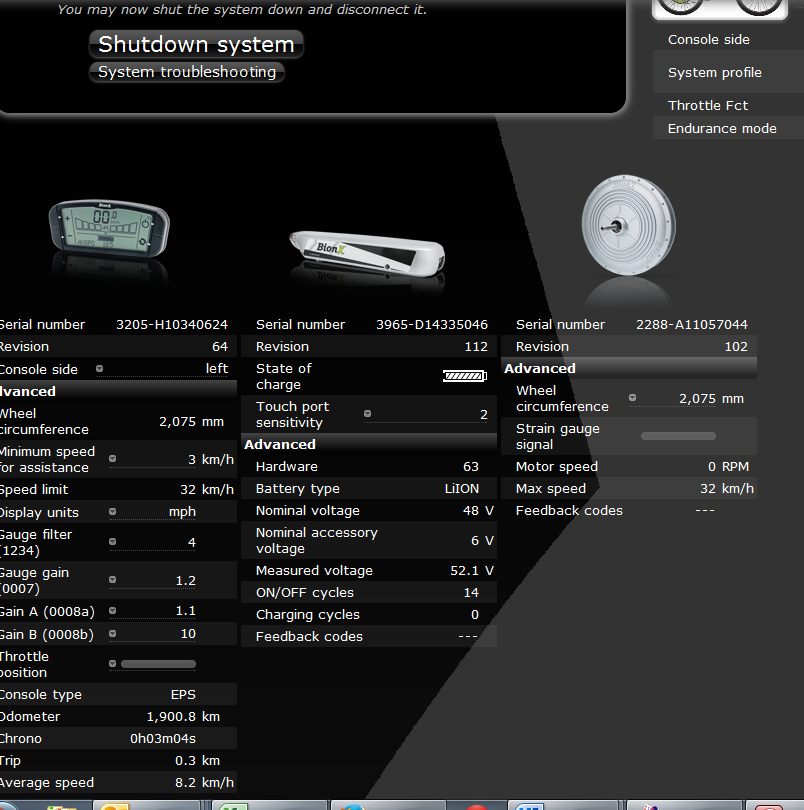 You may now shut the system down and disconnect it.
Shutdown system
System troubleshooting
Console side
System profile
Throttle Fct
Endurance mode
BionX
BionX
Serial number 3205-H10340624
Revision 64
Console side left
dvanced
Wheel
circumference 2,075 mm
Minimum speed
for assistance 3 km/h
Speed limit 32 km/h
Display units mph
Gauge filter
(1234) 4
Gauge gain
(0007) 1.2
Gain A (0008a) 1.1
Gain B (0008b) 10
Throttle
position
Console type EPS
Odometer 1,900.8 km
Chrono 0h03m04s
Trip 0.3 km
Average speed 8.2 km/h
Serial number 3965-D14335046
Revision 112
State of
charge
Touch port
sensitivity 2
Advanced
Hardware 63
Battery type LiION
Nominal voltage 48 V
Nominal accessory
voltage 6 V
Measured voltage 52.1 V
ON/OFF cycles 14
Charging cycles 0
Feedback codes ---
Serial number 2288-A11057044
Revision 102
Advanced
Wheel
circumference 2,075 mm
Strain gauge
signal
Motor speed 0 RPM
Max speed 32 km/h
Feedback codes ---